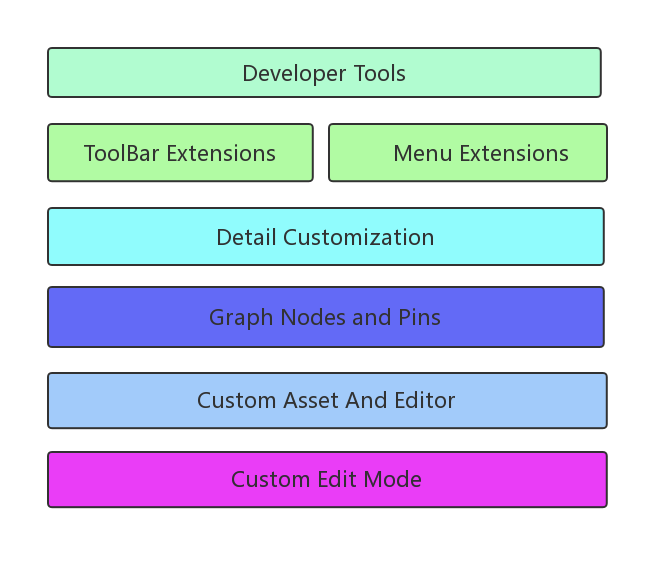 Developer Tools
ToolBar Extensions
Menu Extensions
Detail Customization
Graph Nodes and Pins
Custom Asset And Editor
Custom Edit Mode